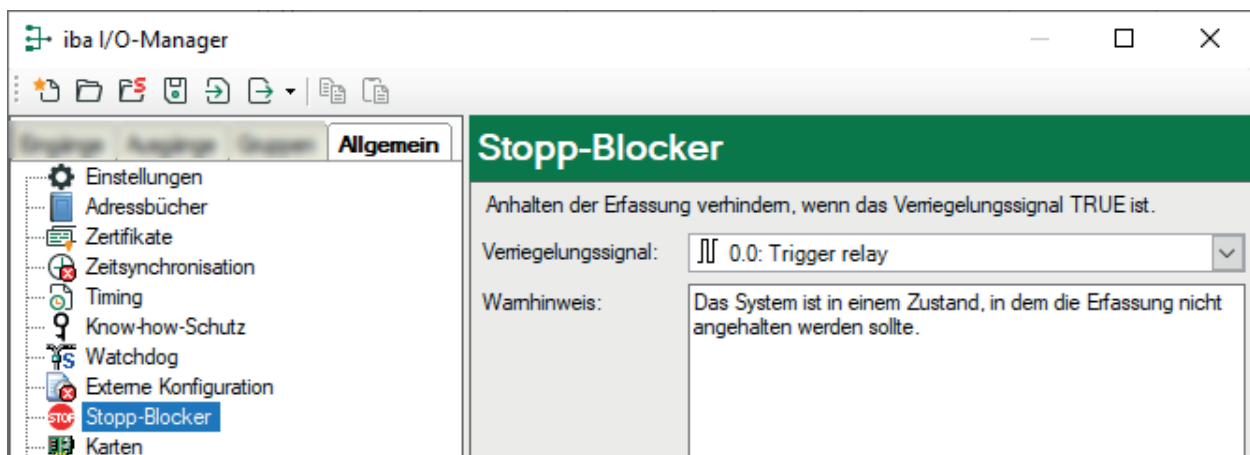 iba I/O-Manager
Allgemein
Einstellungen
Adressbücher
Zertifikate
Zeitsynchronisation
Timing
Know-how-Schutz
Watchdog
Externe Konfiguration
STOP Stopp-Blocker
Karten
Stopp-Blocker
Anhalten der Erfassung verhindern, wenn das Verriegelungssignal TRUE ist.
Verriegelungssignal: 0.0: Trigger relay
Warnhinweis: Das System ist in einem Zustand, in dem die Erfassung nicht
angehalten werden sollte.